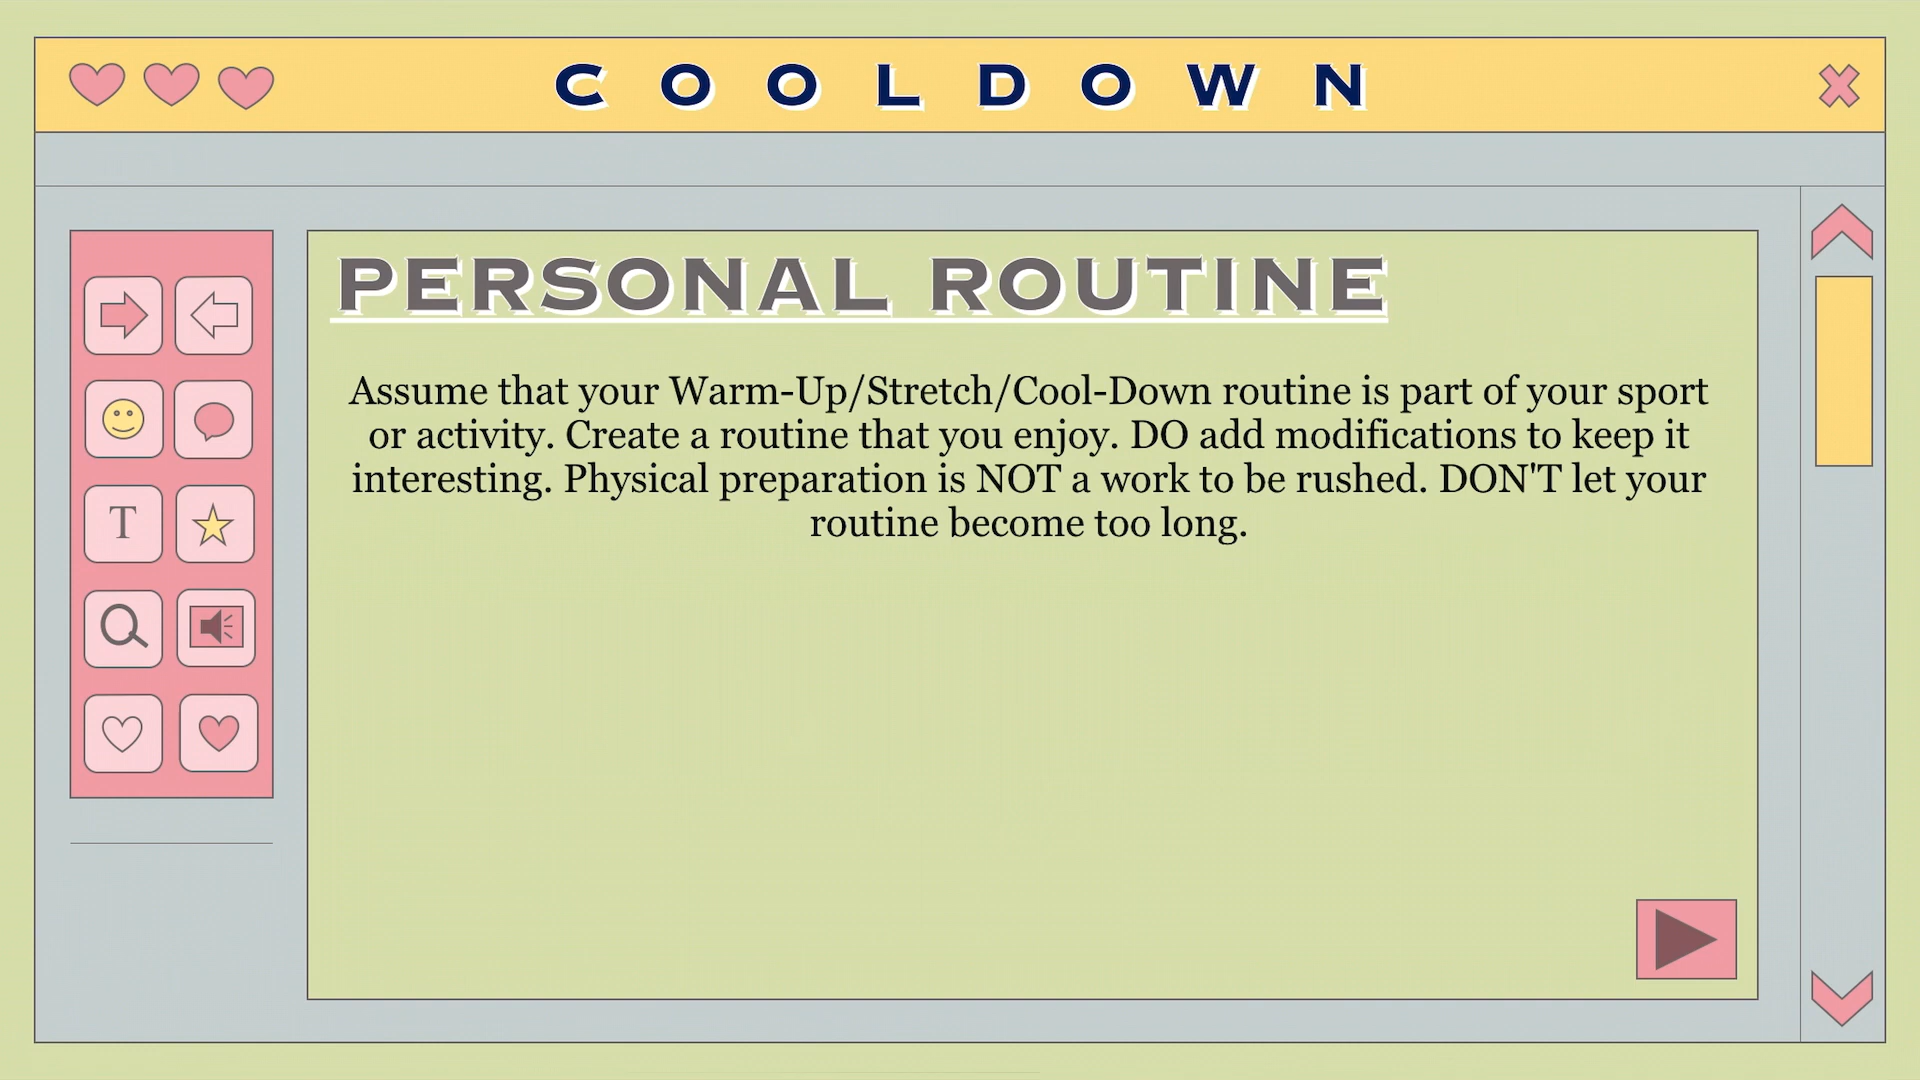 COOLDOWN
PERSONAL ROUTINE
Assume that your Warm-Up/Stretch/Cool-Down routine is part of your sport
or activity. Create a routine that you enjoy. DO add modifications to keep it
interesting. Physical preparation is NOT a work to be rushed. DON'T let your
routine become too long.
T